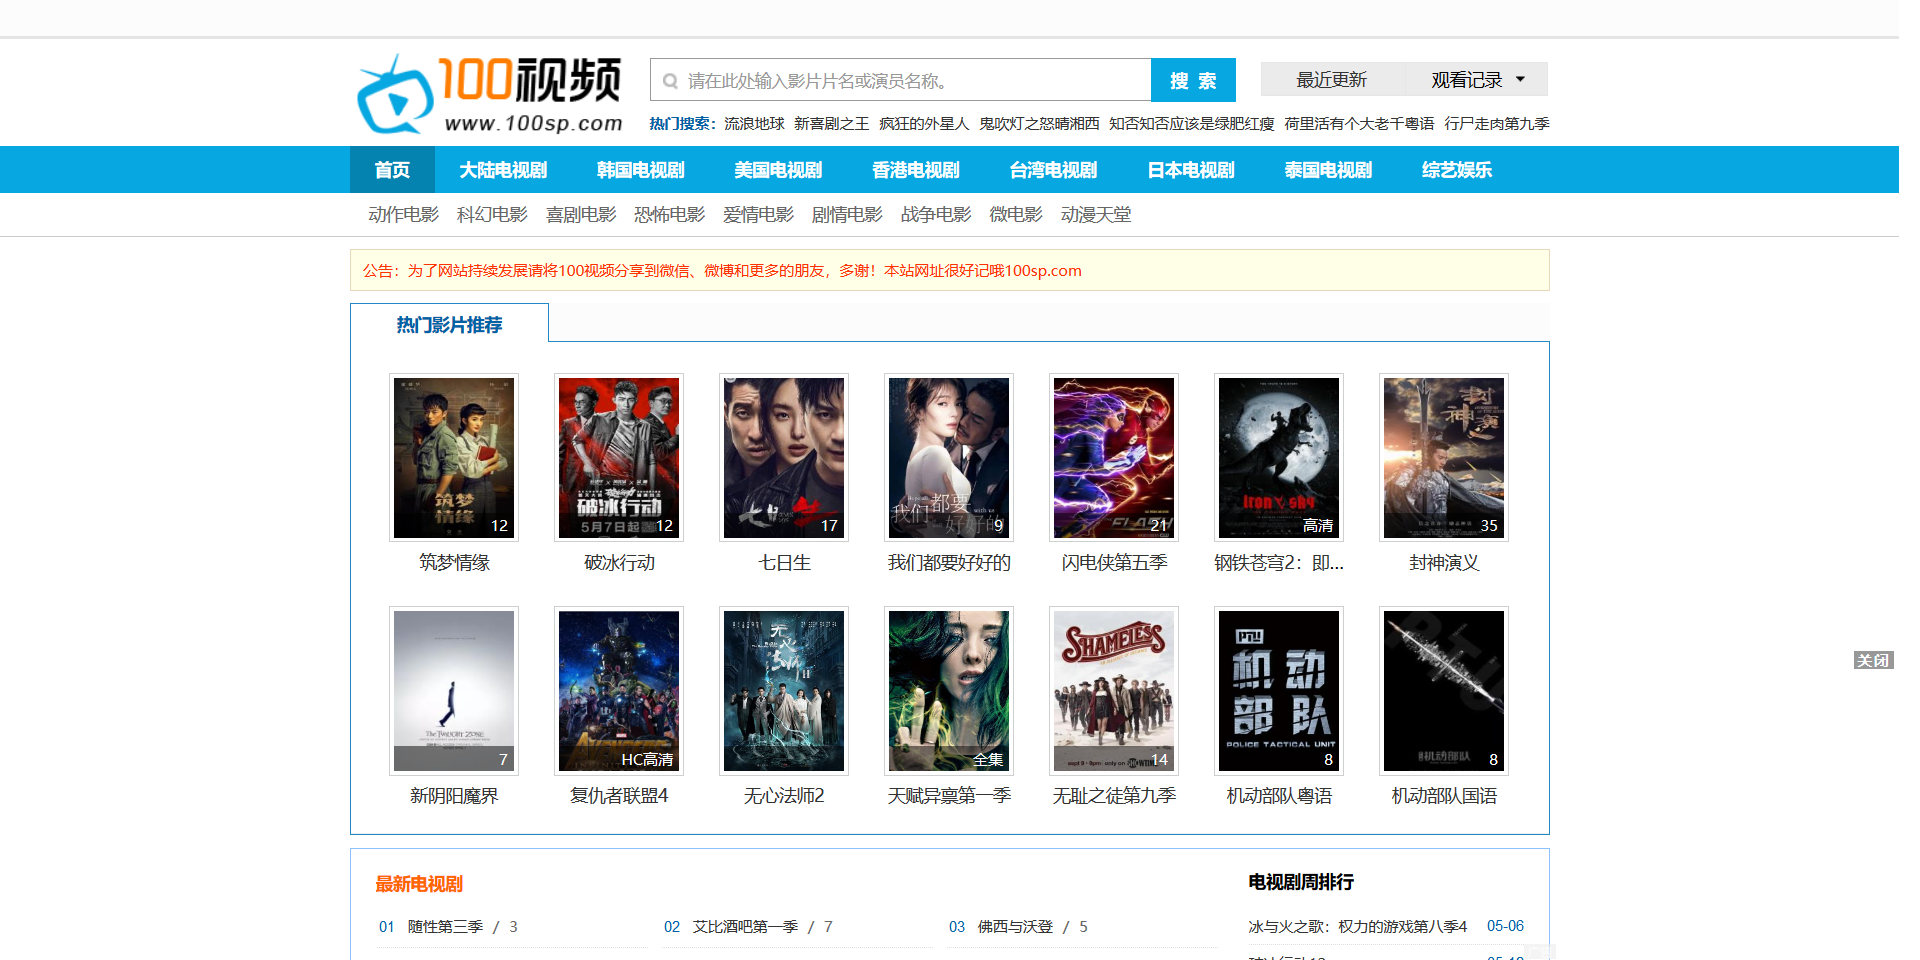 100视频
www.100sp.com
请在此处输入影片片名或演员名称。
搜 索
最近更新
观看记录
热门搜索：流浪地球 新喜剧之王 疯狂的外星人 鬼吹灯之怒晴湘西 知否知否应该是绿肥红瘦 荷里活有个大老千粤语 行尸走肉第九季
首页 大陆电视剧 韩国电视剧 美国电视剧 香港电视剧 台湾电视剧 日本电视剧 泰国电视剧 综艺娱乐
动作电影 科幻电影 喜剧电影 恐怖电影 爱情电影 剧情电影 战争电影 微电影 动漫天堂
公告：为了网站持续发展请将100视频分享到微信、微博和更多的朋友，多谢！本站网址很好记哦100sp.com
热门影片推荐
筑梦情缘
12
破冰行动
5月7日起
12
七日生
17
我们都要好好的
9
FLASH
21
IRON SKY
高清
封神演义
35
筑梦情缘 破冰行动 七日生 我们都要好好的 闪电侠第五季 钢铁苍穹2：即... 封神演义
THE TWILIGHT ZONE
7
MARVEL
HC高清
无心法师II
全集
SHAMELESS
14
PTU
机动部队
POLICE TACTICAL UNIT
8
机动部队
8
新阴阳魔界 复仇者联盟4 无心法师2 天赋异禀第一季 无耻之徒第九季 机动部队粤语 机动部队国语
关闭
最新电视剧
01 随性第三季 / 3
02 艾比酒吧第一季 / 7
03 佛西与沃登 / 5
电视剧周排行
冰与火之歌：权力的游戏第八季4 05-06